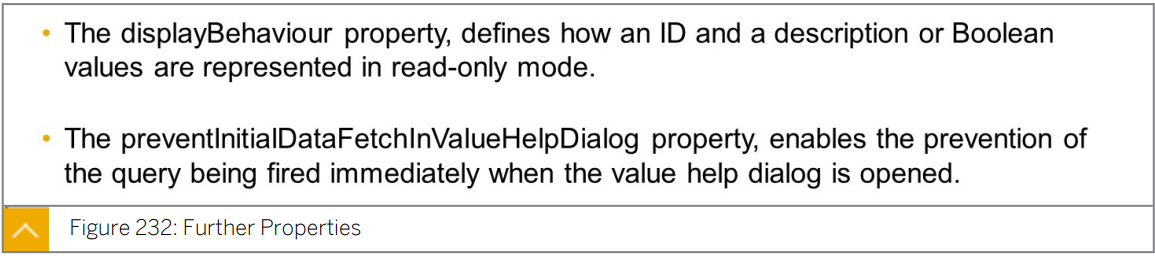 • The displayBehaviour property, defines how an ID and a description or Boolean
values are represented in read-only mode.
• The preventInitialDataFetchInValueHelpDialog property, enables the prevention of
the query being fired immediately when the value help dialog is opened.
Figure 232: Further Properties